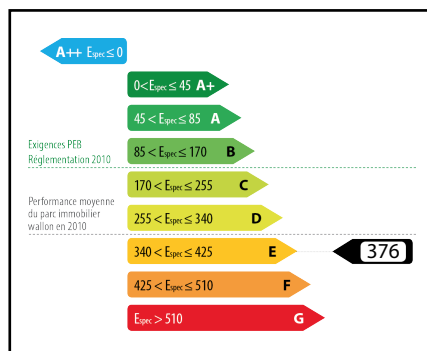 A++ Espec ≤ 0
0 < Espec ≤ 45 A+
45 < Espec ≤ 85 A
Exigences PEB
Réglementation 2010
85 < Espec ≤ 170 B
170 < Espec ≤ 255 C
Performance moyenne
du parc immobilier
wallon en 2010
255 < Espec ≤ 340 D
340 < Espec ≤ 425 E
376
425 < Espec ≤ 510 F
Espec > 510 G